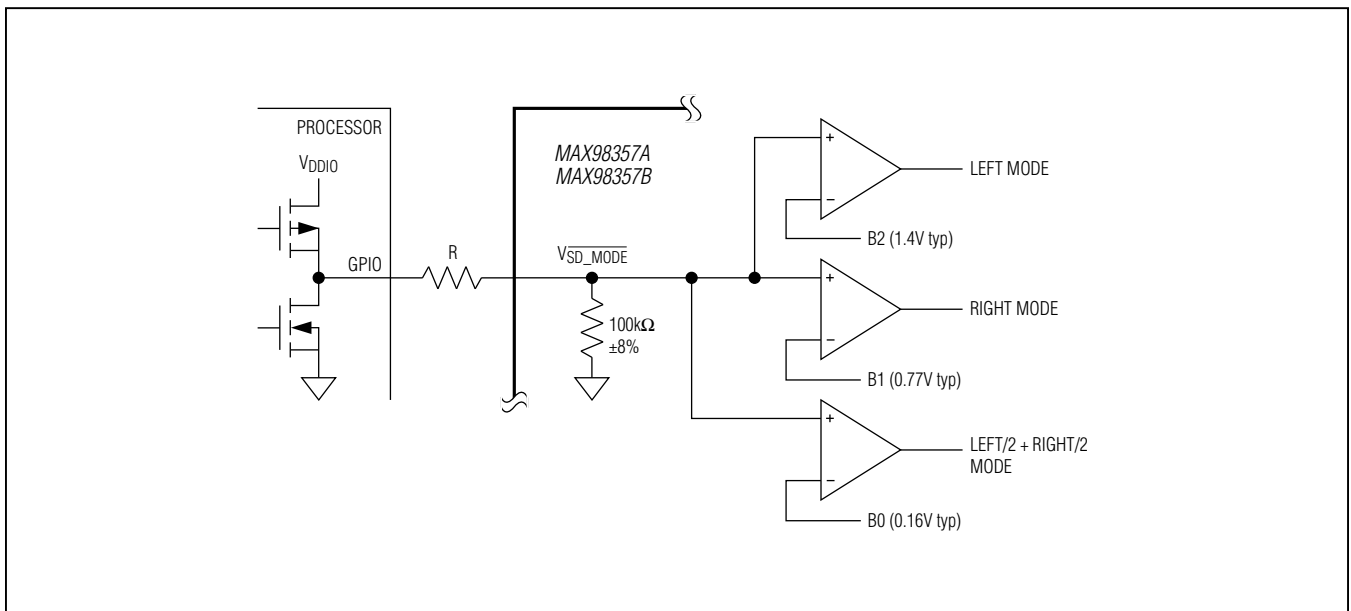 PROCESSOR
VDDIO
GPIO
R
MAX98357A
MAX98357B
VSD_MODE
100kΩ
±8%
+
−
LEFT MODE
B2 (1.4V typ)
+
−
RIGHT MODE
B1 (0.77V typ)
+
−
LEFT/2 + RIGHT/2
MODE
B0 (0.16V typ)